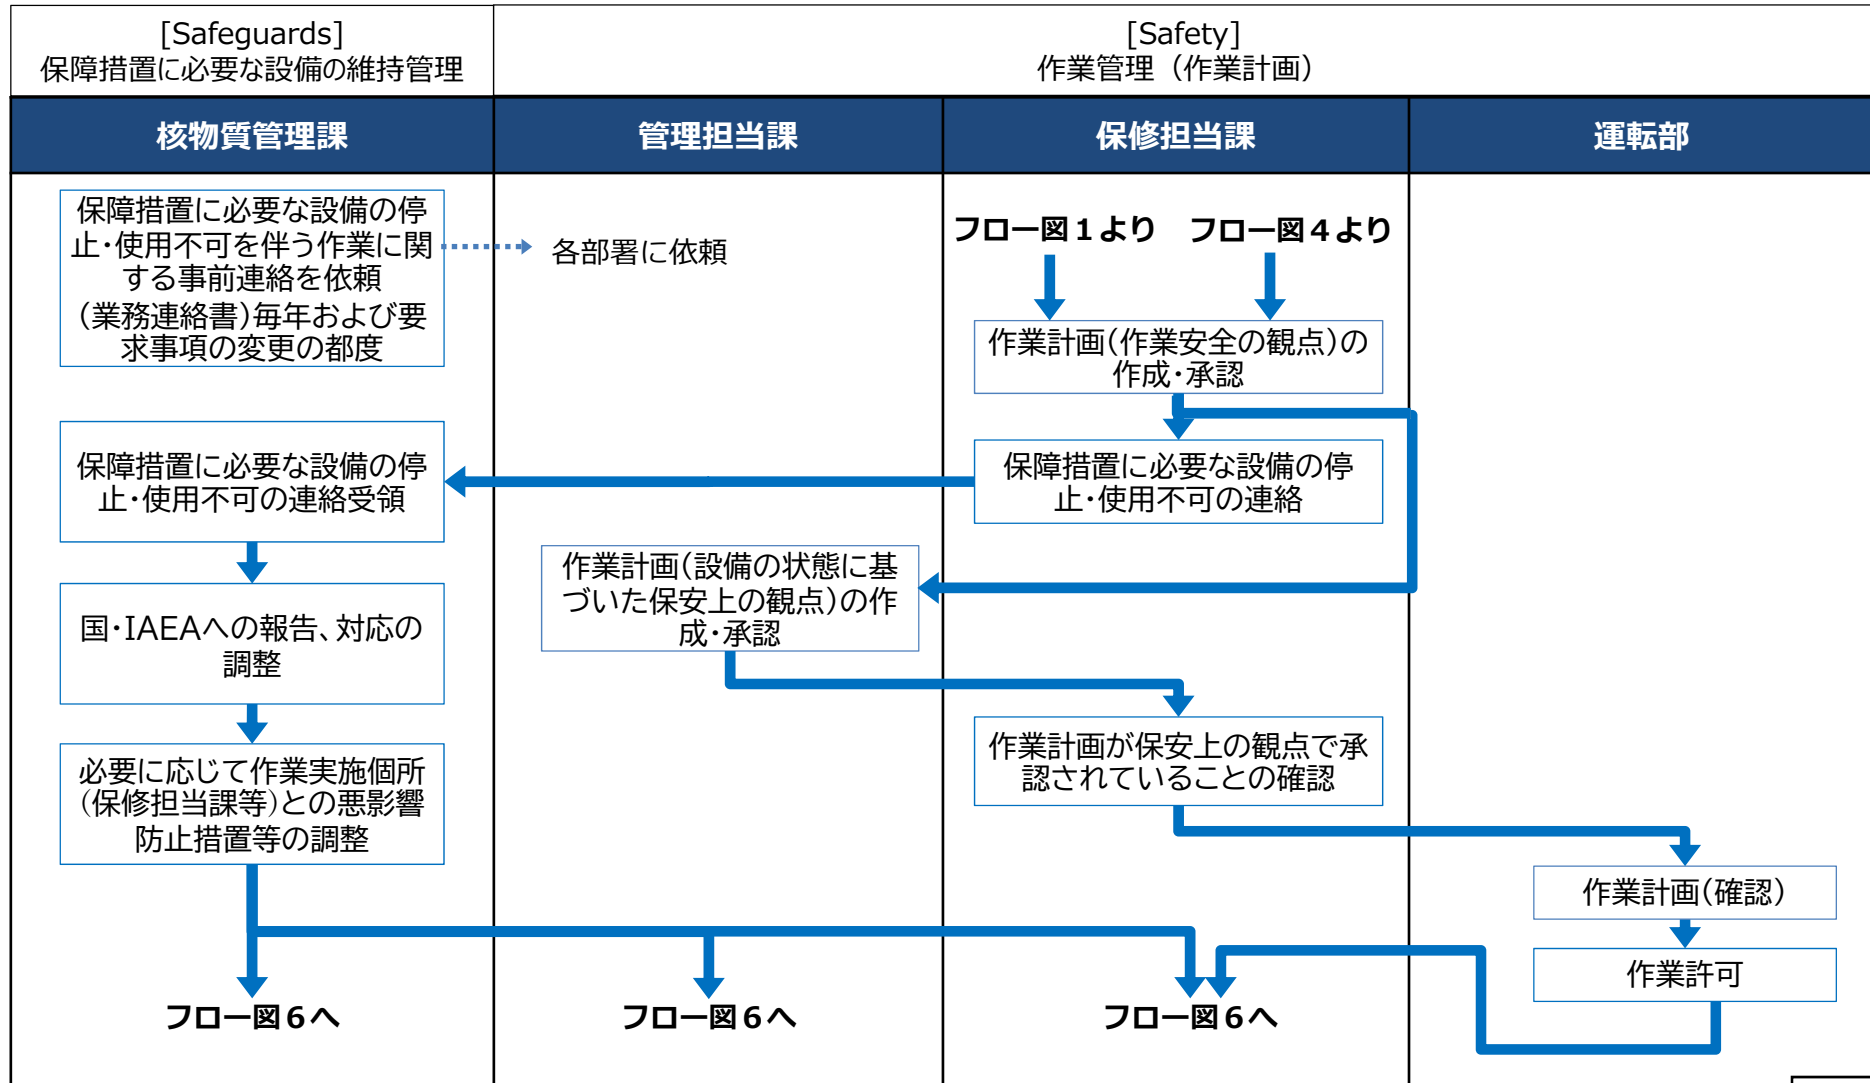 [Safeguards]
保障措置に必要な設備の維持管理
[Safety]
作業管理（作業計画）
核物質管理課
管理担当課
保修担当課
運転部
保障措置に必要な設備の停
止・使用不可を伴う作業に関
する事前連絡を依頼
（業務連絡書）毎年および要
求事項の変更の都度
各部署に依頼
フロー図１より
フロー図４より
作業計画（作業安全の観点）の
作成・承認
保障措置に必要な設備の停
止・使用不可の連絡受領
保障措置に必要な設備の停
止・使用不可の連絡
作業計画（設備の状態に基
づいた保安上の観点）の作
成・承認
国・IAEAへの報告、対応の
調整
作業計画が保安上の観点で承
認されていることの確認
必要に応じて作業実施個所
（保修担当課等）との悪影響
防止措置等の調整
作業計画（確認）
作業許可
フロー図６へ
フロー図６へ
フロー図６へ